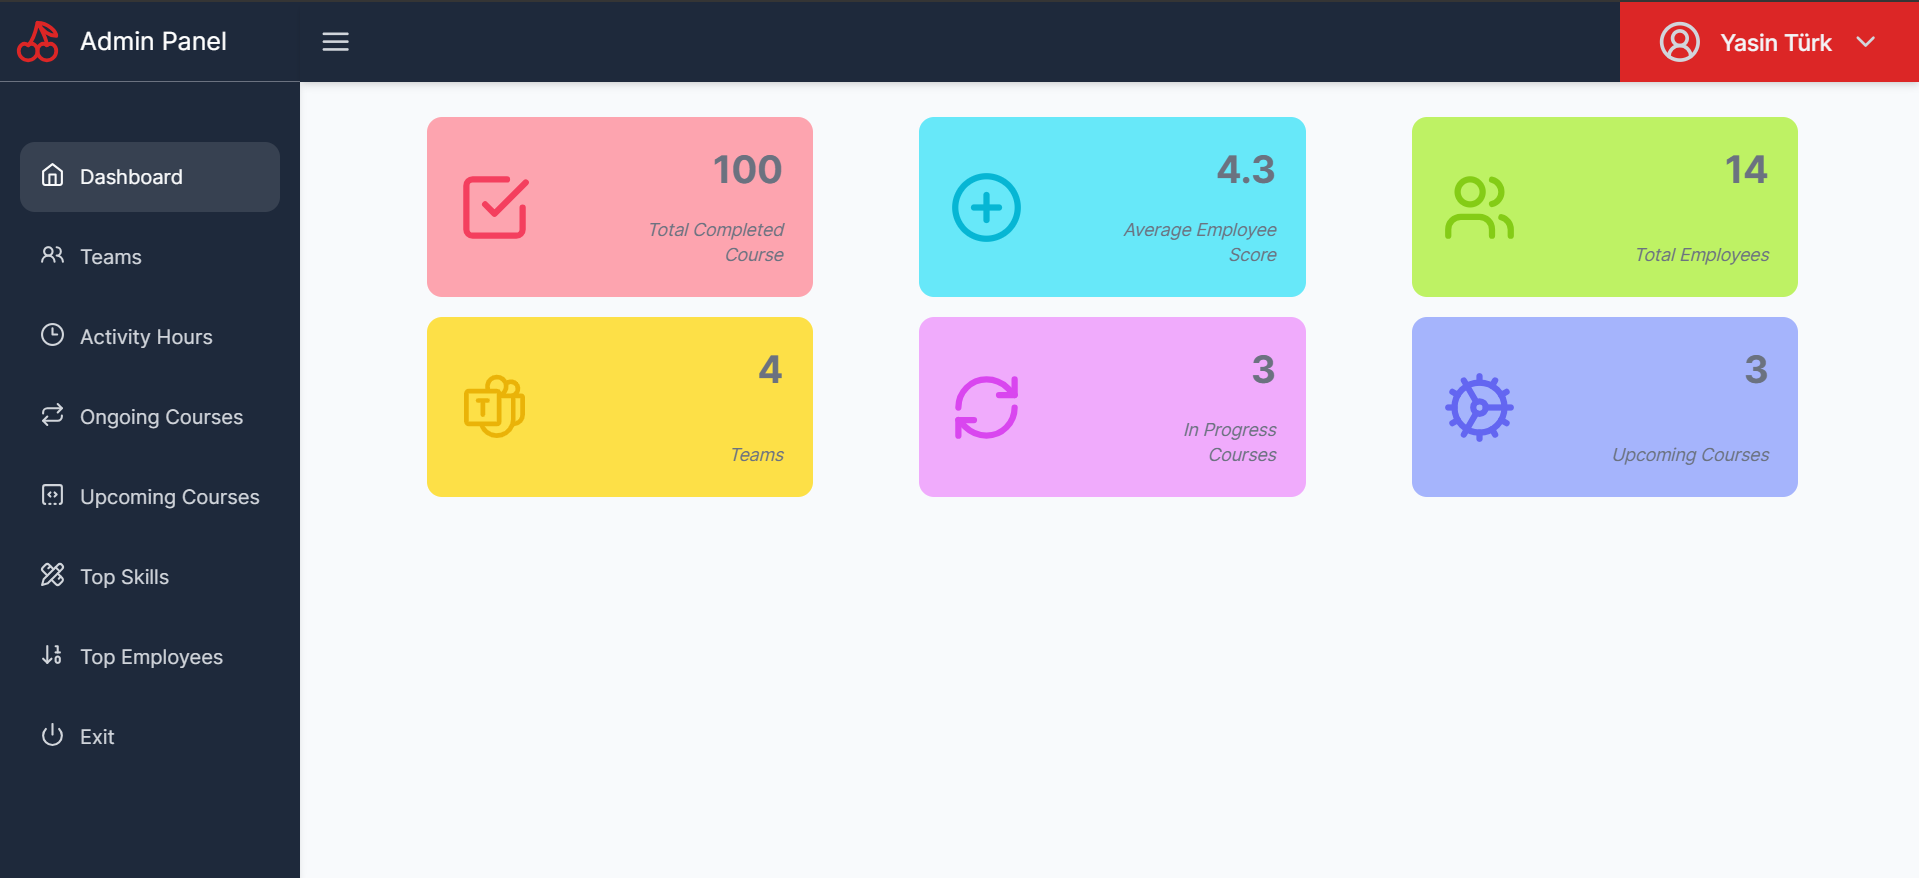 Admin Panel
Yasin Türk
Dashboard
Teams
Activity Hours
Ongoing Courses
Upcoming Courses
Top Skills
Top Employees
Exit
100
Total Completed
Course
4.3
Average Employee
Score
14
Total Employees
4
T
Teams
3
In Progress
Courses
3
Upcoming Courses